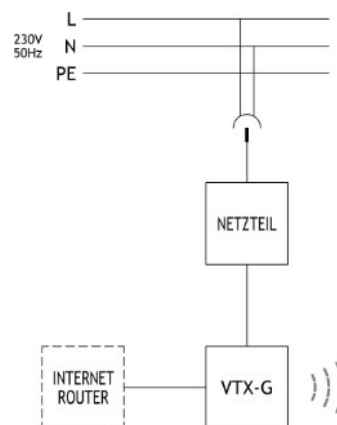 L
230V
50Hz
N
PE
NETZTEIL
INTERNET
ROUTER
VTX-G